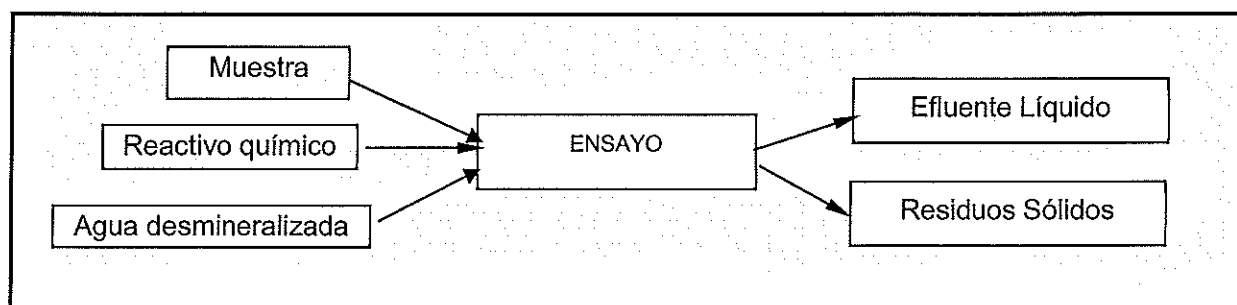 Muestra
Reactivo químico
Agua desmineralizada
ENSAYO
Efluente Líquido
Residuos Sólidos